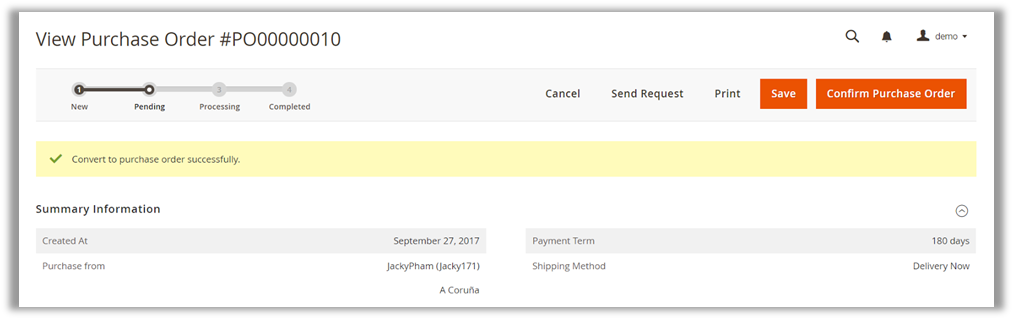 View Purchase Order #PO00000010
demo
1 3 4
New Pending Processing Completed
Cancel Send Request Print Save Confirm Purchase Order
Convert to purchase order successfully.
Summary Information
Created At September 27, 2017 Payment Term 180 days
Purchase from JackyPham (Jacky171) Shipping Method Delivery Now
A Coruña